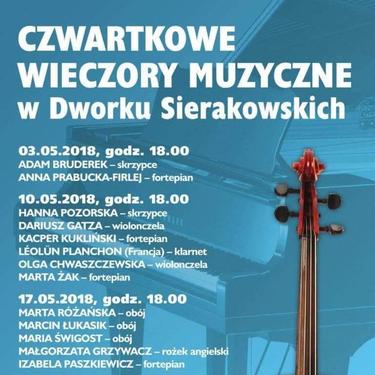 CZWARTKOWE
WIECZORY MUZYCZNE
w Dworku Sierakowskich
03.05.2018, godz. 18.00
ADAM BRUDEREK – skrzypce
ANNA PRABUCKA-FIRLEJ – fortepian
10.05.2018, godz. 18.00
HANNA POZORSKA – skrzypce
DARIUSZ GATZA – wiolonczela
KACPER KUKLIŃSKI – fortepian
LÉOLÜN PLANCHON (Francja) – klarnet
OLGA CHWASZCZEWSKA – wiolonczela
MARTA ŻAK – fortepian
17.05.2018, godz. 18.00
MARTA RÓŻAŃSKA – obój
MARCIN ŁUKASIK – obój
MARIA ŚWIGOST – obój
MAŁGORZATA GRZYWACZ – rożek angielski
IZABELA PASZKIEWICZ – fortepian